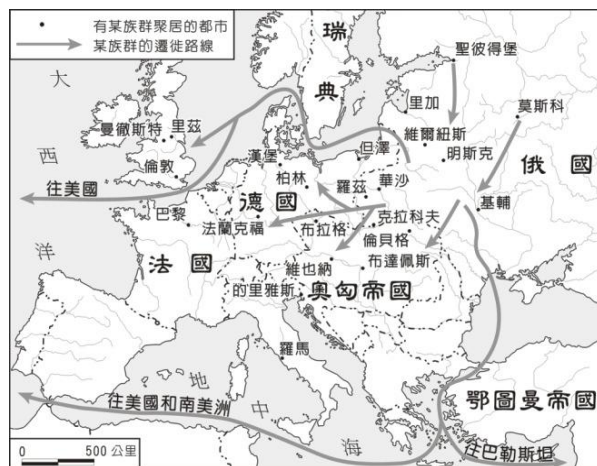 有某族群聚居的都市
某族群的遷徙路線
瑞
典
聖彼得堡
大
西
洋
里加
莫斯科
曼徹斯特
里兹
維爾紐斯
明斯克
俄國
倫敦
漢堡
但澤
柏林
羅兹
華沙
往美國
德國
基輔
巴黎
法蘭克福
布拉格
克拉科夫
倫貝格
法國
維也納
布達佩斯
的里雅斯
奧匈帝國
羅馬
地
中
海
往美國和南美洲
鄂圖曼帝國
往巴勒斯坦
0 500公里